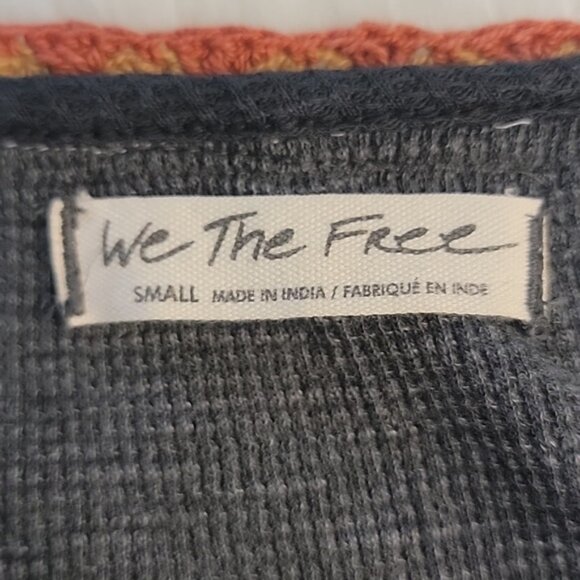 We The Free
SMALL MADE IN INDIA / FABRIQUÉ EN INDE